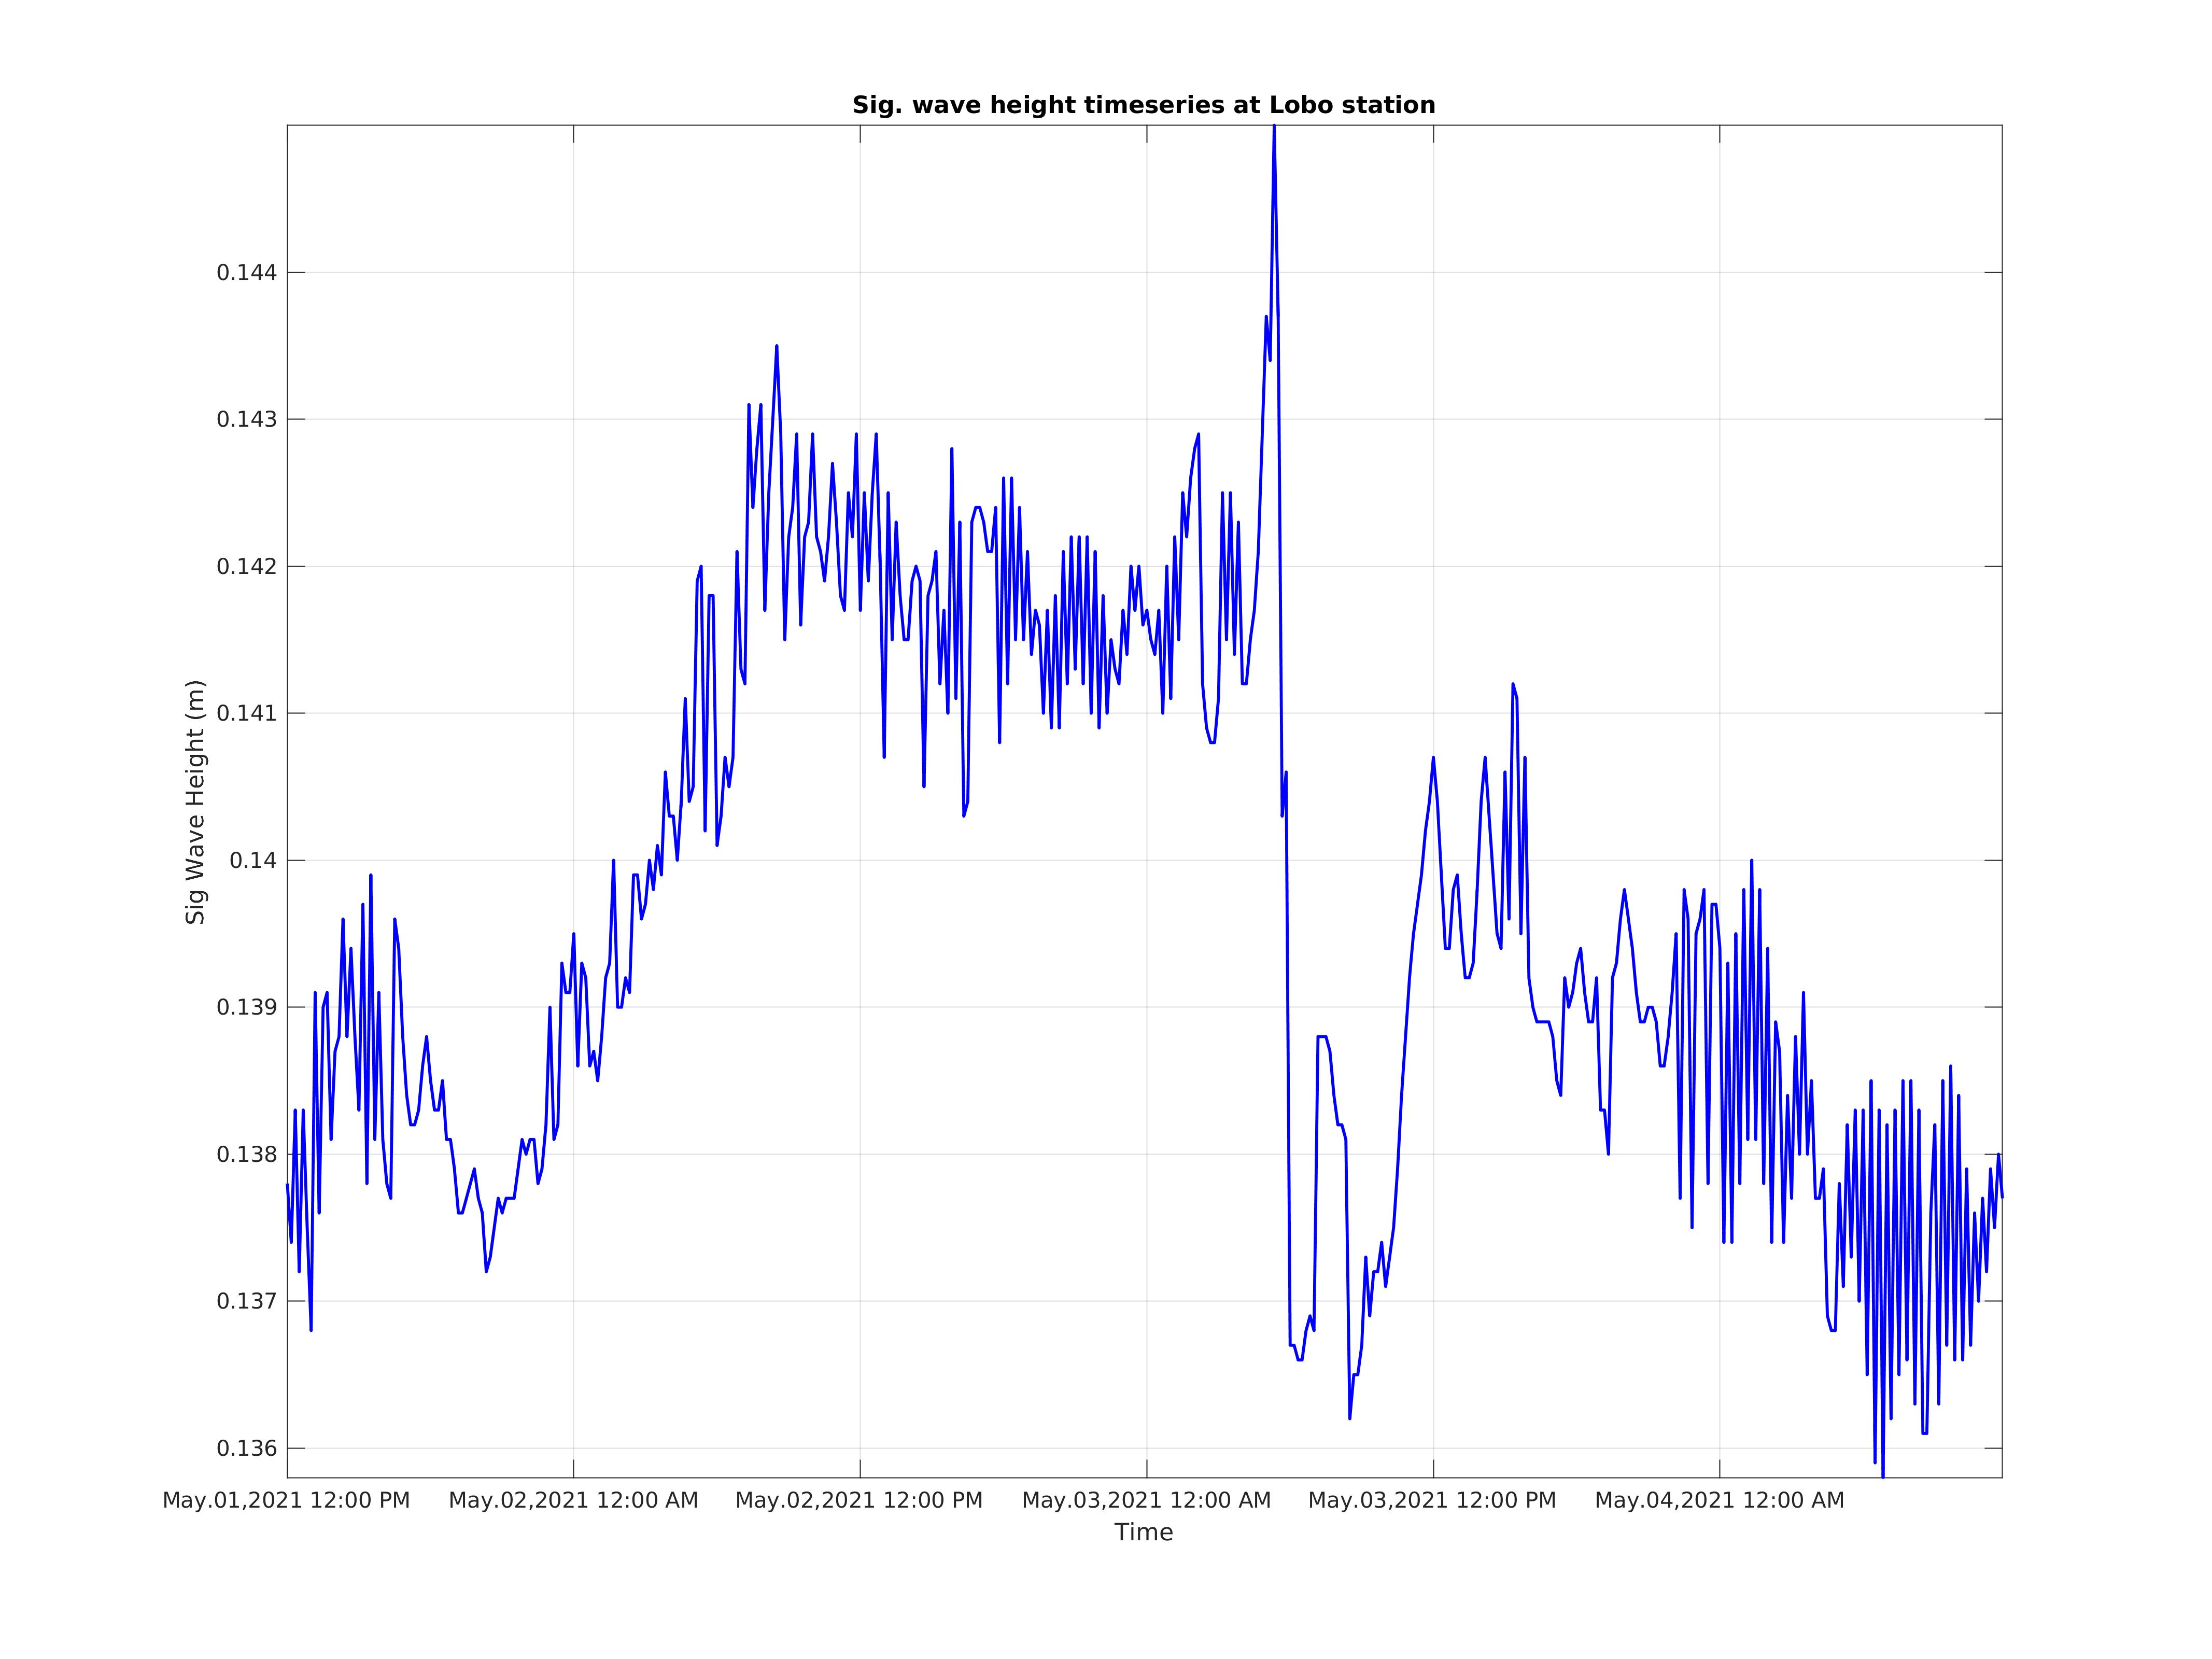 Sig. wave height timeseries at Lobo station
0.144
0.143
0.142
0.141
0.14
0.139
0.138
0.137
0.136
Sig Wave Height (m)
May.01,2021 12:00 PM May.02,2021 12:00 AM May.02,2021 12:00 PM May.03,2021 12:00 AM May.03,2021 12:00 PM May.04,2021 12:00 AM
Time